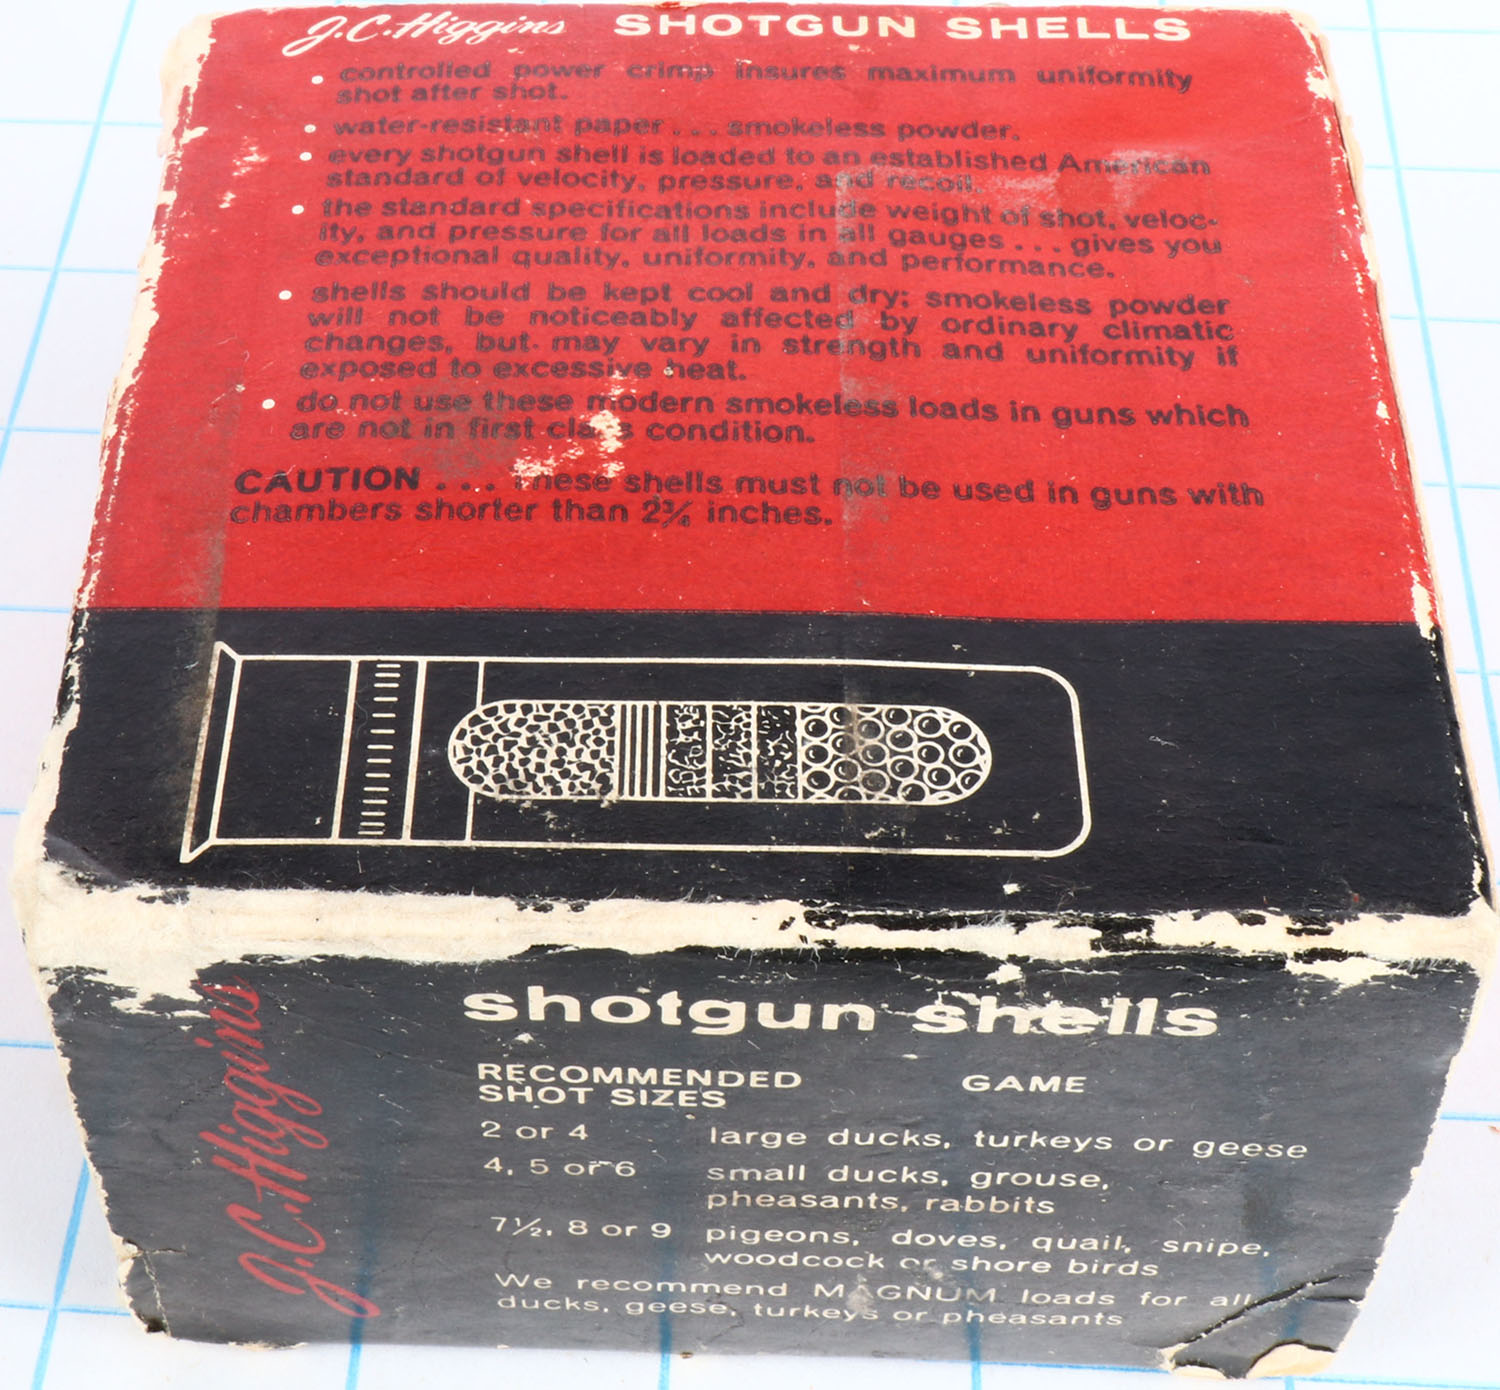 J.C.Higgins SHOTGUN SHELLS
• controlled power crimp insures maximum uniformity
shot after shot.
• water-resistant paper . . . smokeless powder.
• every shotgun shell is loaded to an established American
standard of velocity, pressure, and recoil.
• the standard specifications include weight of shot, veloc-
ity, and pressure for all loads in all gauges . . . gives you
exceptional quality, uniformity, and performance.
• shells should be kept cool and dry; smokeless powder
will not be noticeably affected by ordinary climatic
changes, but may vary in strength and uniformity if
exposed to excessive heat.
• do not use these modern smokeless loads in guns which
are not in first class condition.
CAUTION . . . these shells must not be used in guns with
chambers shorter than 2¾ inches.
J.C.Higgins
shotgun shells
RECOMMENDED GAME
SHOT SIZES
2 or 4 large ducks, turkeys or geese
4, 5 or 6 small ducks, grouse,
pheasants, rabbits
7½, 8 or 9 pigeons, doves, quail, snipe,
woodcock or shore birds
We recommend MAGNUM loads for all
ducks, geese, turkeys or pheasants